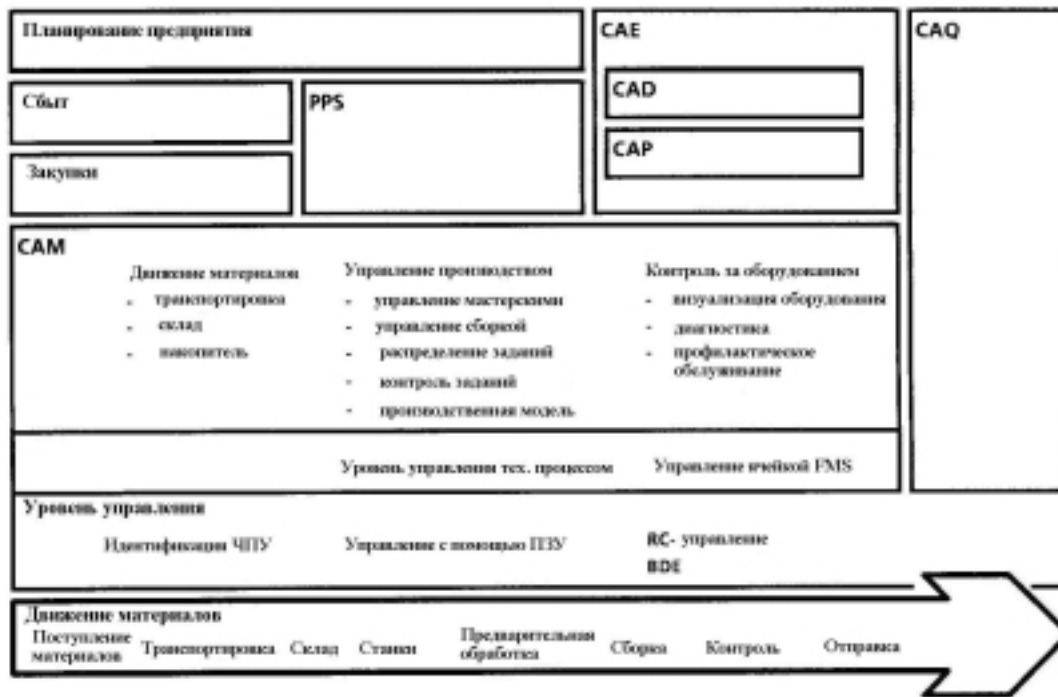 Планирование предприятия
CAE
CAQ
Сбыт
PPS
CAD
CAP
Закупки
CAM
Движение материалов
- транспортировка
- склад
- накопитель
Управление производством
- управление мастерскими
- управление сборкой
- распределение заданий
- контроль заданий
- производственная модель
Контроль за оборудованием
- визуализация оборудования
- диагностика
- профилактическое
обслуживание
Уровень управления тех. процессом
Управление ячейкой FMS
Уровень управления
Идентификация ЧПУ
Управление с помощью ПЗУ
RC- управление
BDE
Движение материалов
Поступление
материалов
Транспортировка
Склад
Станки
Предварительная
обработка
Сборка
Контроль
Отправка